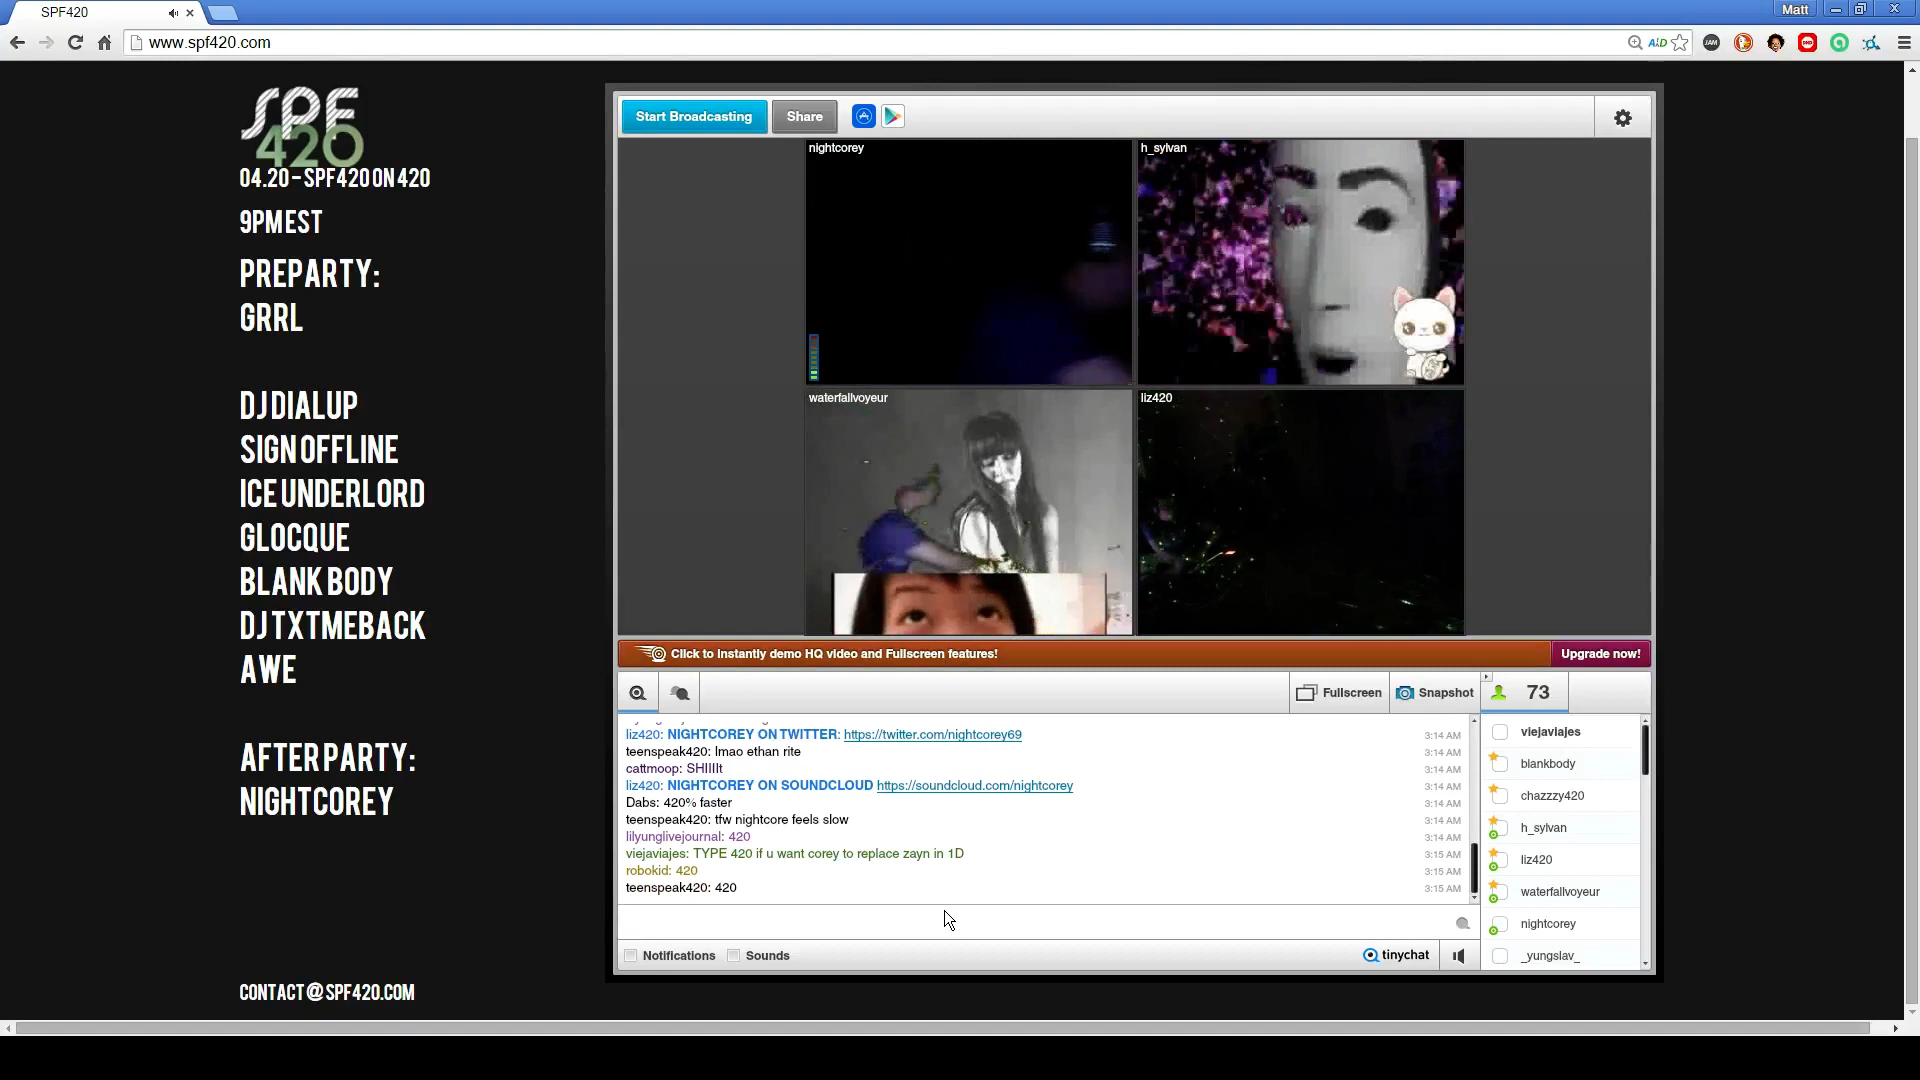 SPF420
Matt
www.spf420.com
SPF
420
04.20 - SPF420 ON 420
9PM EST
PREPARTY:
GRRL
DJ DIALUP
SIGN OFFLINE
ICE UNDERLORD
GLOCQUE
BLANK BODY
DJ TXTMEBACK
AWE
AFTER PARTY:
NIGHTCOREY
CONTACT @ SPF420.COM
Start Broadcasting
Share
nightcorey
h_sylvan
waterfallvoyeur
liz420
Click to instantly demo HQ video and Fullscreen features!
Upgrade now!
Fullscreen
Snapshot
73
liz420: NIGHTCOREY ON TWITTER: https://twitter.com/nightcorey69 3:14 AM
teenspeak420: lmao ethan rite 3:14 AM
cattmoop: SHIIIIt 3:14 AM
liz420: NIGHTCOREY ON SOUNDCLOUD https://soundcloud.com/nightcorey 3:14 AM
Dabs: 420% faster 3:14 AM
teenspeak420: tfw nightcore feels slow 3:14 AM
lilyunglivejournal: 420 3:14 AM
viejaviajes: TYPE 420 if u want corey to replace zayn in 1D 3:15 AM
robokid: 420 3:15 AM
teenspeak420: 420 3:15 AM
viejaviajes
blankbody
chazzzy420
h_sylvan
liz420
waterfallvoyeur
nightcorey
_yungslav_
Notifications
Sounds
tinychat